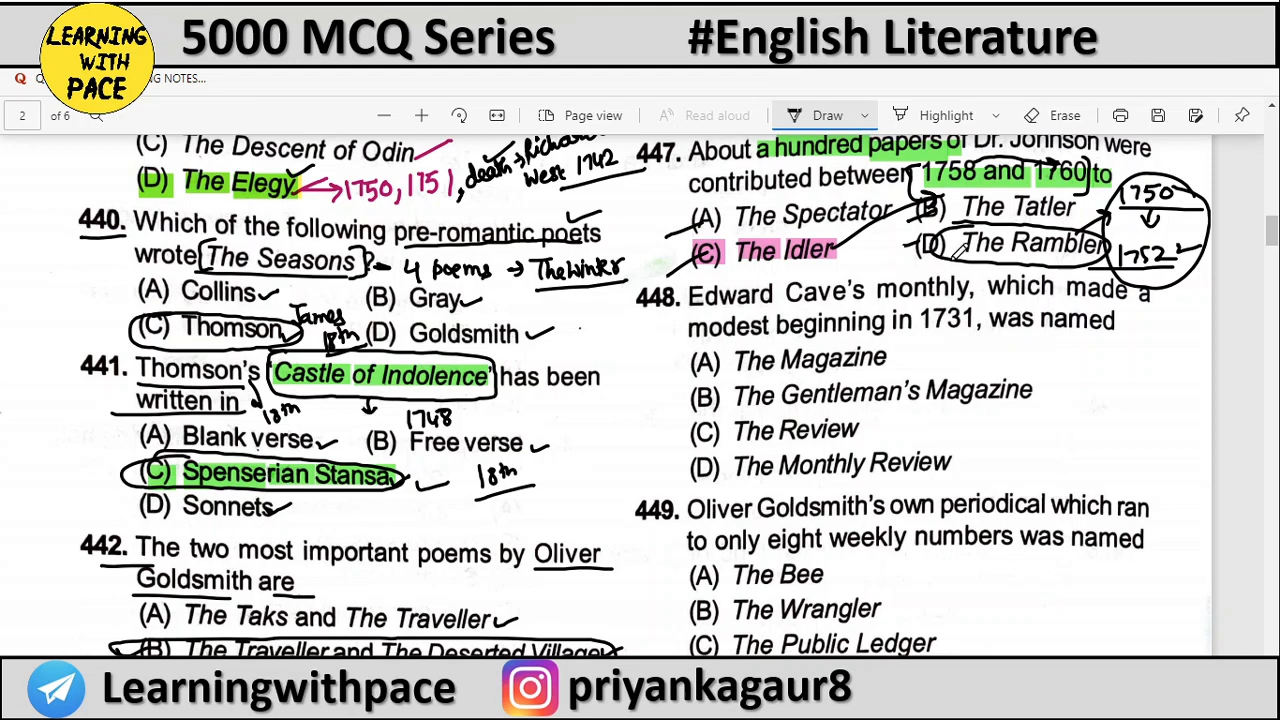 LEARNING
WITH
PACE
5000 MCQ Series
#English Literature
NG NOTES...
2
of 6
Page view
Read aloud
Draw
Highlight
Erase
(C) The Descent of Odin
(D) The Elegy
1750, 1751,
death → Richard
West 1742
440. Which of the following pre-romantic poets
wrote The Seasons?
4 poems → The Winter
(A) Collins
(B) Gray
(C) Thomson
James
18th
(D) Goldsmith
441. Thomson's 'Castle of Indolence' has been
written in
18th
1748
(A) Blank verse
(B) Free verse
(C) Spenserian Stansa
18th
(D) Sonnets
442. The two most important poems by Oliver
Goldsmith are
(A) The Taks and The Traveller
(B) The Traveller and The Deserted Village
447. About a hundred papers of Dr. Johnson were
contributed between 1758 and 1760 to
(A) The Spectator
(B) The Tatler
(C) The Idler
(D) The Rambler
1750
1752
448. Edward Cave's monthly, which made a
modest beginning in 1731, was named
(A) The Magazine
(B) The Gentleman's Magazine
(C) The Review
(D) The Monthly Review
449. Oliver Goldsmith's own periodical which ran
to only eight weekly numbers was named
(A) The Bee
(B) The Wrangler
(C) The Public Ledger
Learningwithpace
priyankagaur8